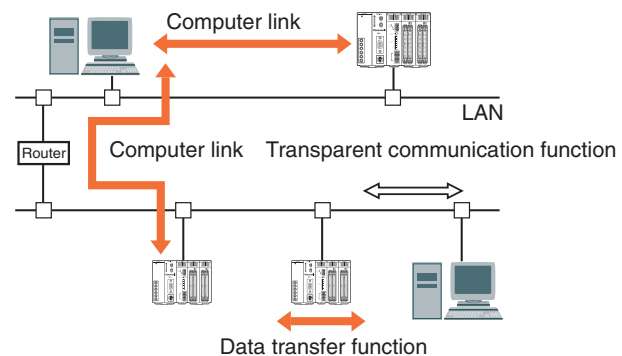 Computer link
LAN
Router
Computer link
Transparent communication function
Data transfer function